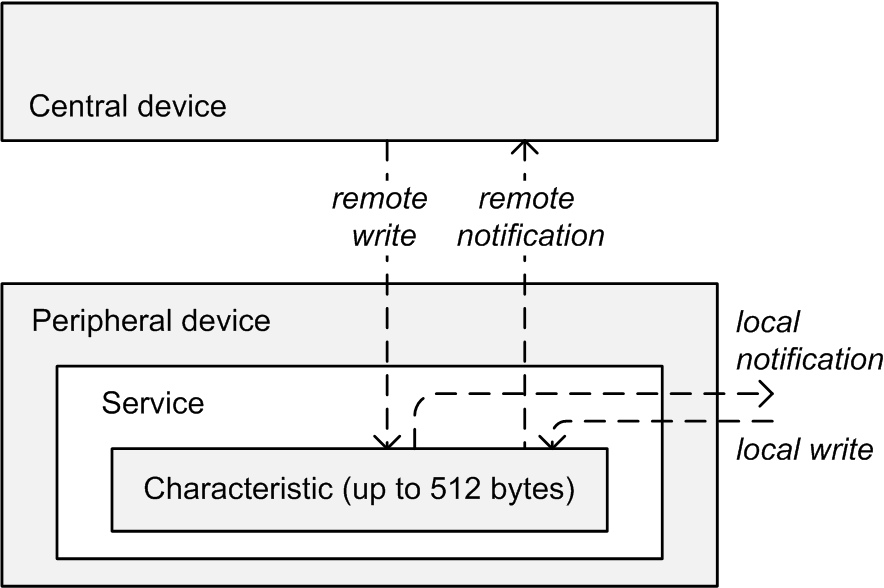 Central device
remote
write
remote
notification
Peripheral device
local
notification
Service
local write
Characteristic (up to 512 bytes)